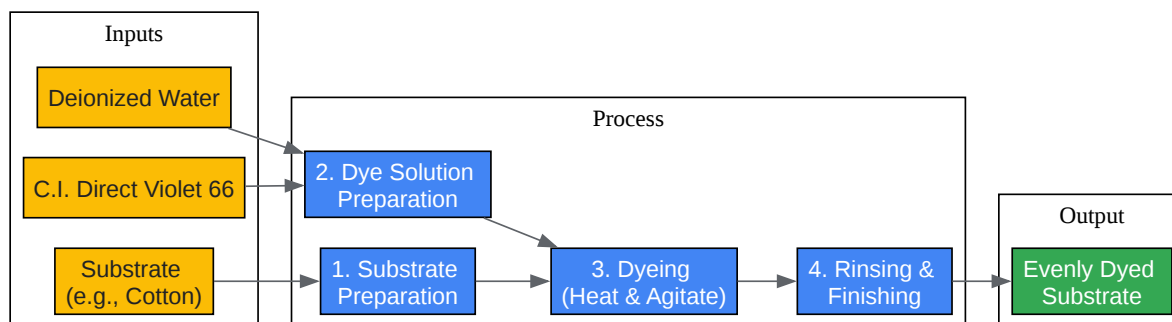 Inputs
Deionized Water
C.I. Direct Violet 66
Substrate
(e.g., Cotton)
Process
2. Dye Solution
Preparation
1. Substrate
Preparation
3. Dyeing
(Heat & Agitate)
4. Rinsing &
Finishing
Output
Evenly Dyed
Substrate